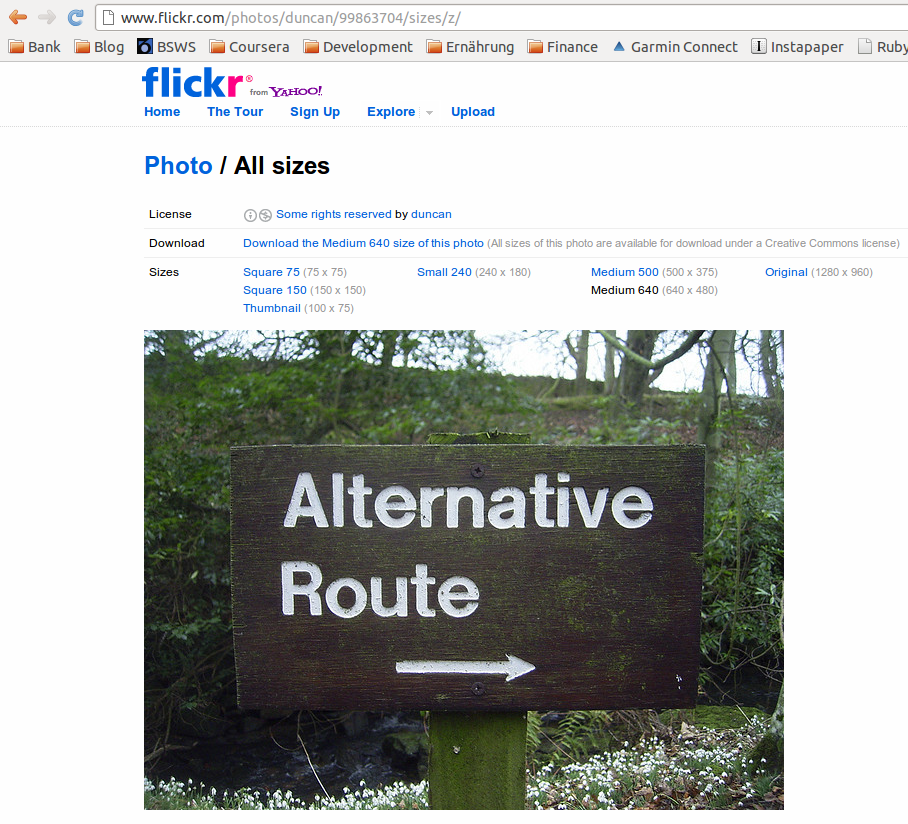 www.flickr.com/photos/duncan/99863704/sizes/z/
Bank Blog BSWS Coursera Development Ernährung Finance Garmin Connect Instapaper Ruby
flickr® from YAHOO!
Home The Tour Sign Up Explore Upload
Photo / All sizes
License Some rights reserved by duncan
Download Download the Medium 640 size of this photo (All sizes of this photo are available for download under a Creative Commons license)
Sizes Square 75 (75 x 75) Small 240 (240 x 180) Medium 500 (500 x 375) Original (1280 x 960)
Square 150 (150 x 150) Medium 640 (640 x 480)
Thumbnail (100 x 75)
Alternative
Route